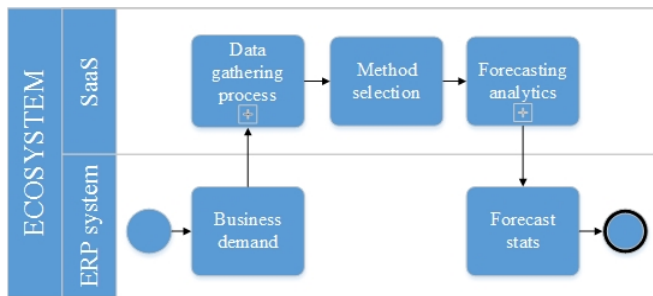 ECOSYSTEM
SaaS
Data
gathering
process
Method
selection
Forecasting
analytics
ERP system
Business
demand
Forecast
stats